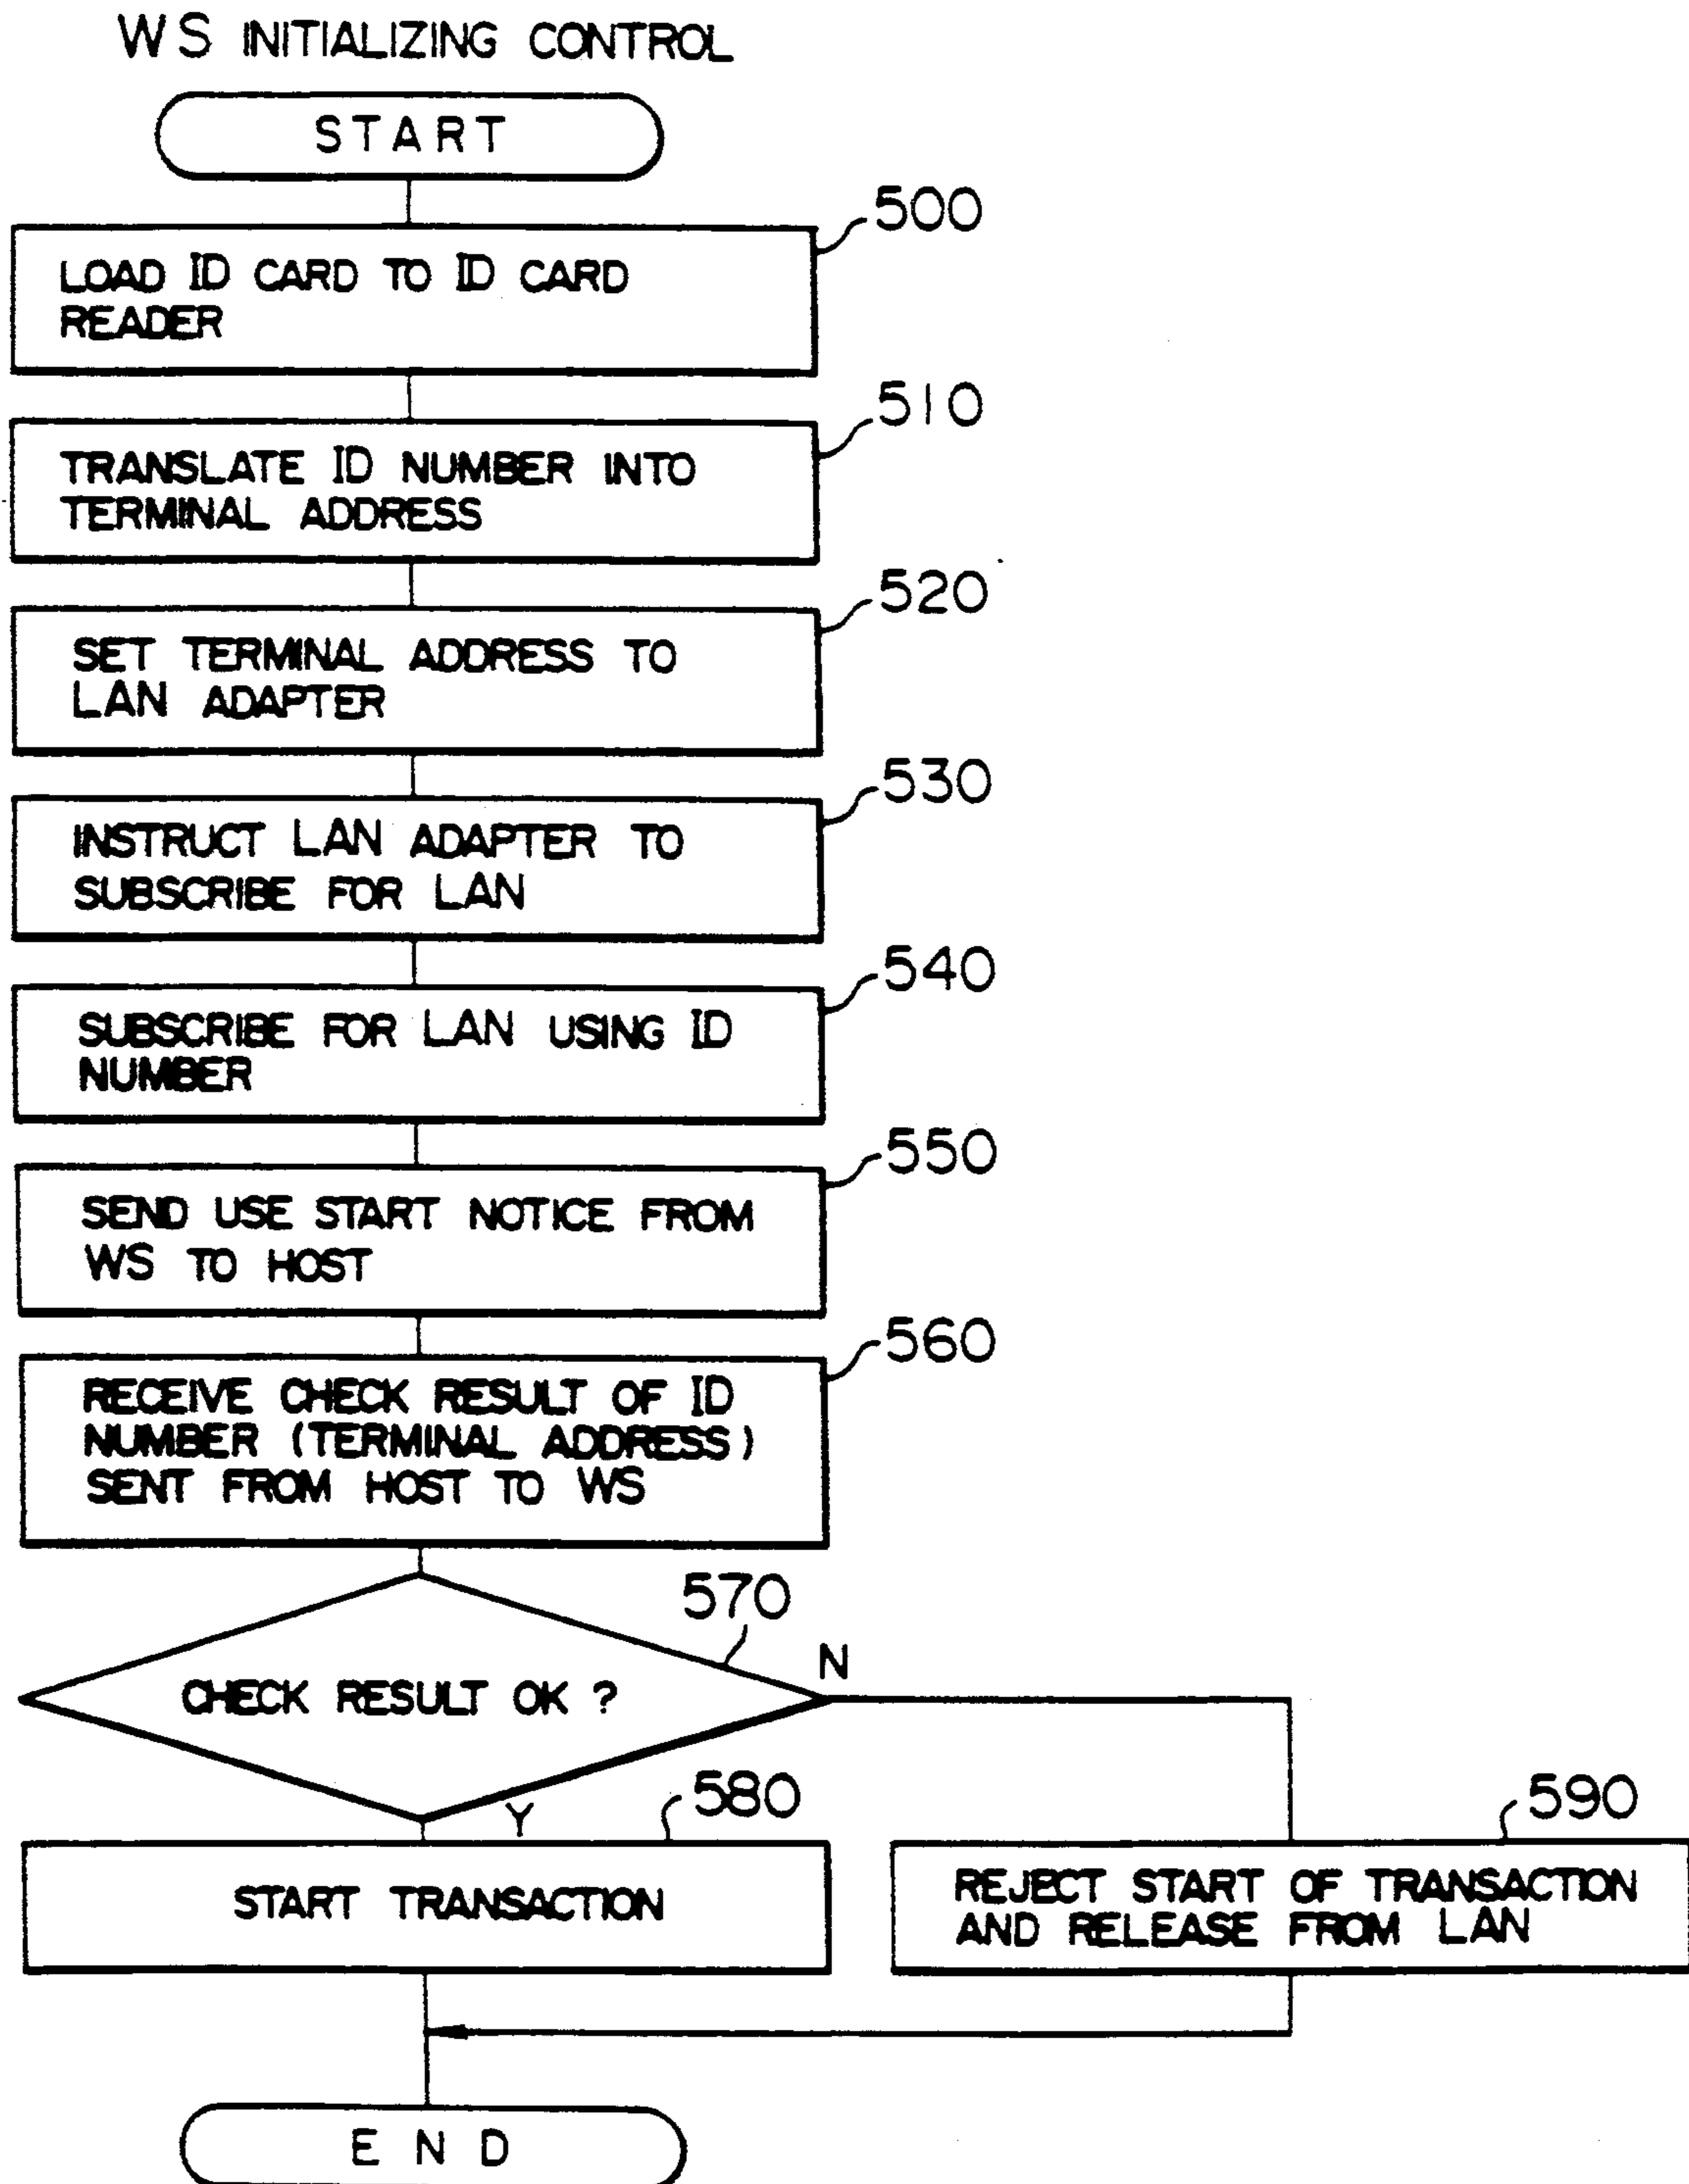 WS INITIALIZING CONTROL
START
500
LOAD ID CARD TO ID CARD
READER
510
TRANSLATE ID NUMBER INTO
TERMINAL ADDRESS
520
SET TERMINAL ADDRESS TO
LAN ADAPTER
530
INSTRUCT LAN ADAPTER TO
SUBSCRIBE FOR LAN
540
SUBSCRIBE FOR LAN USING ID
NUMBER
550
SEND USE START NOTICE FROM
WS TO HOST
560
RECEIVE CHECK RESULT OF ID
NUMBER (TERMINAL ADDRESS)
SENT FROM HOST TO WS
570
N
CHECK RESULT OK ?
Y
580
START TRANSACTION
590
REJECT START OF TRANSACTION
AND RELEASE FROM LAN
END